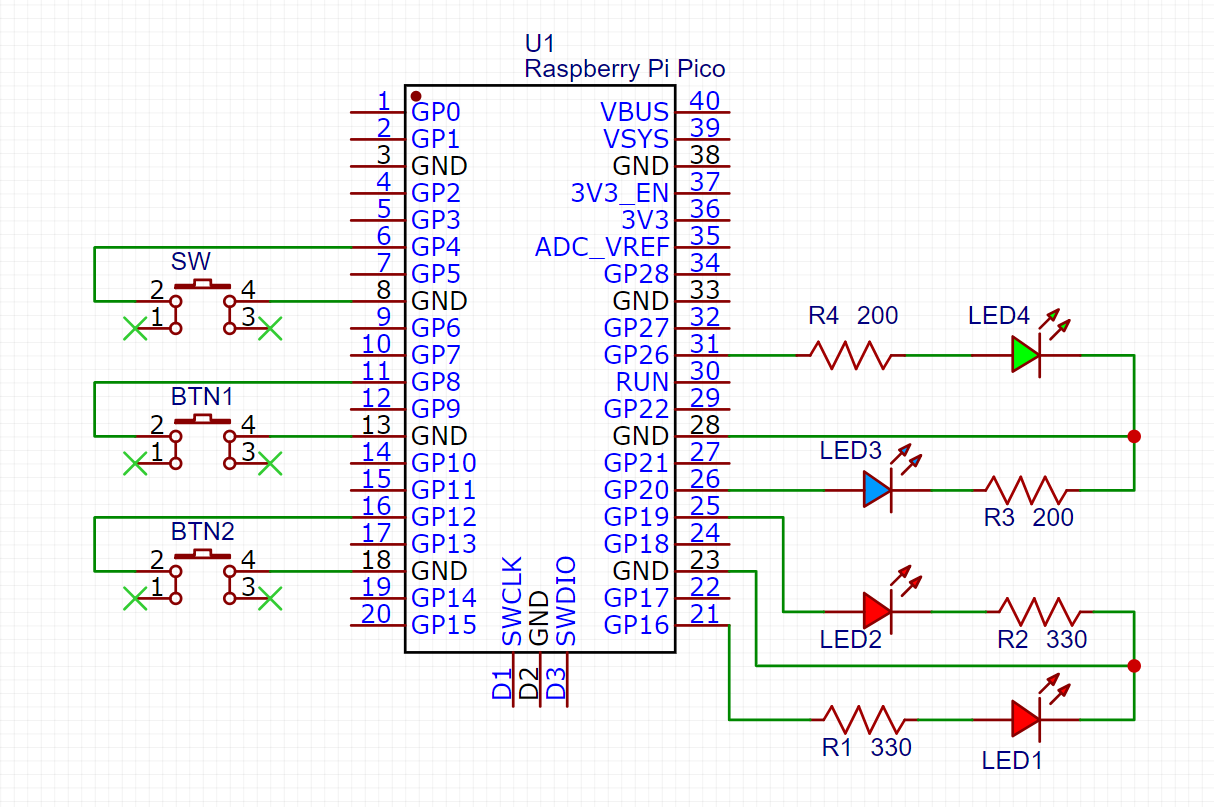 U1
Raspberry Pi Pico
1 GP0 VBUS 40
2 GP1 VSYS 39
3 GND GND 38
4 GP2 3V3_EN 37
5 GP3 3V3 36
6 GP4 ADC_VREF 35
SW
7 GP5 GP28 34
2 4 8 GND GND 33
1 3 9 GP6 GP27 32 R4 200 LED4
10 GP7 GP26 31
11 GP8 RUN 30
BTN1
12 GP9 GP22 29
2 4 13 GND GND 28
1 3 14 GP10 GP21 27 LED3
15 GP11 GP20 26
16 GP12 GP19 25 R3 200
BTN2
17 GP13 GP18 24
2 4 18 GND GND 23
1 3 19 GP14 GP17 22
20 GP15 GP16 21
SWCLK
GND
SWDIO
LED2 R2 330
D1
D2
D3
R1 330 LED1